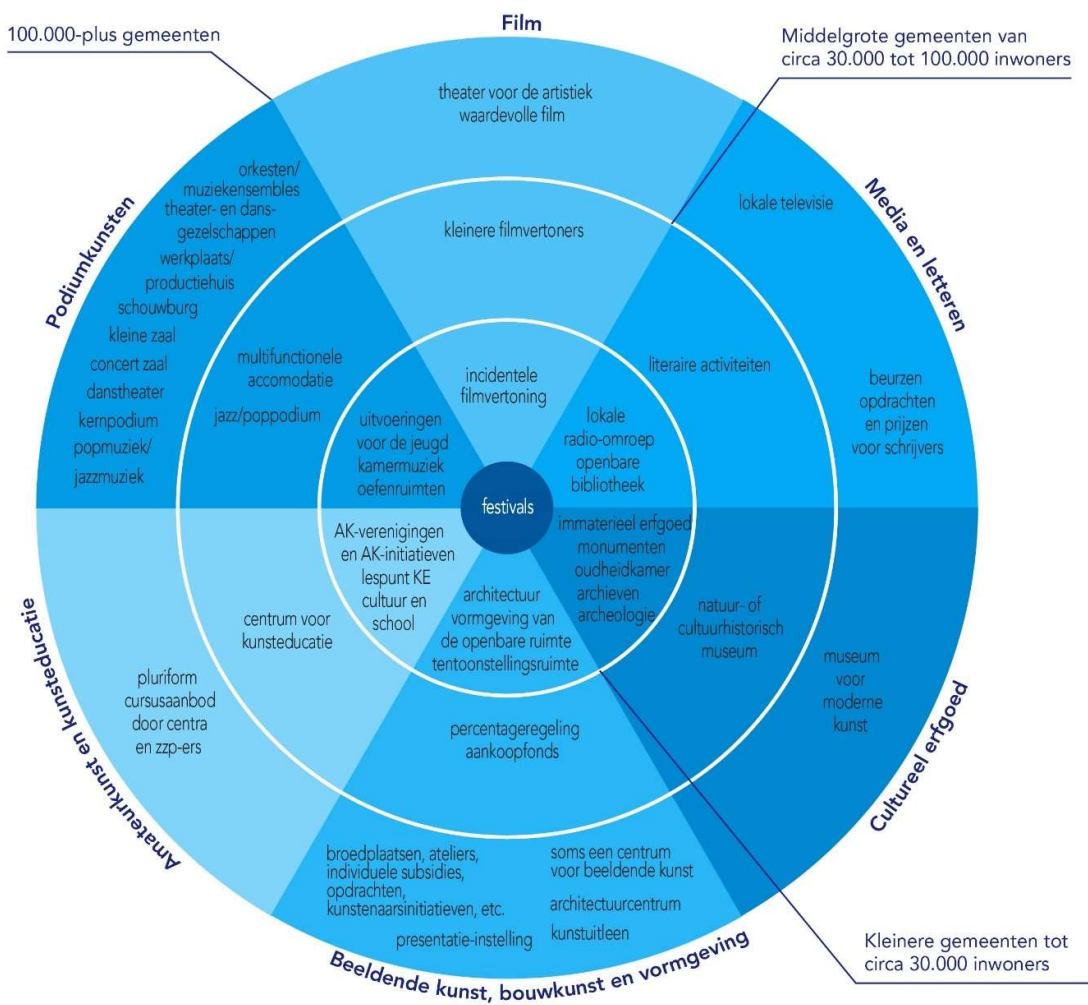 100.000-plus gemeenten
Film
Middelgrote gemeenten van
circa 30.000 tot 100.000 inwoners
theater voor de artistiek
waardevolle film
kleinere filmvertoners
incidentele
filmvertoning
Media en letteren
lokale televisie
beurzen
opdrachten
en prijzen
voor schrijvers
literaire activiteiten
lokale
radio-omroep
openbare
bibliotheek
Podiumkunsten
orkesten/
muziekensembles
theater- en dans-
gezelschappen
werkplaats/
productiehuis
schouwburg
kleine zaal
concert zaal
danstheater
kernpodium
popmuziek/
jazzmuziek
multifunctionele
accomodatie
jazz/poppodium
uitvoeringen
voor de jeugd
kamermuziek
oefenruimten
festivals
Amateurkunst en kunsteducatie
pluriform
cursusaanbod
door centra
en zzp-ers
centrum voor
kunsteducatie
AK-verenigingen
en AK-initiatieven
lespunt KE
cultuur en
school
architectuur
vormgeving van
de openbare ruimte
tentoonstellingsruimte
percentageregeling
aankoopfonds
broedplaatsen, ateliers,
individuele subsidies,
opdrachten,
kunstenaarsinitiatieven, etc.
presentatie-instelling
soms een centrum
voor beeldende kunst
architectuurcentrum
kunstuitleen
Beeldende kunst, bouwkunst en vormgeving
immaterieel erfgoed
monumenten
oudheidkamer
archieven
archeologie
natuur- of
cultuurhistorisch
museum
museum
voor
moderne
kunst
Cultureel erfgoed
Kleinere gemeenten tot
circa 30.000 inwoners